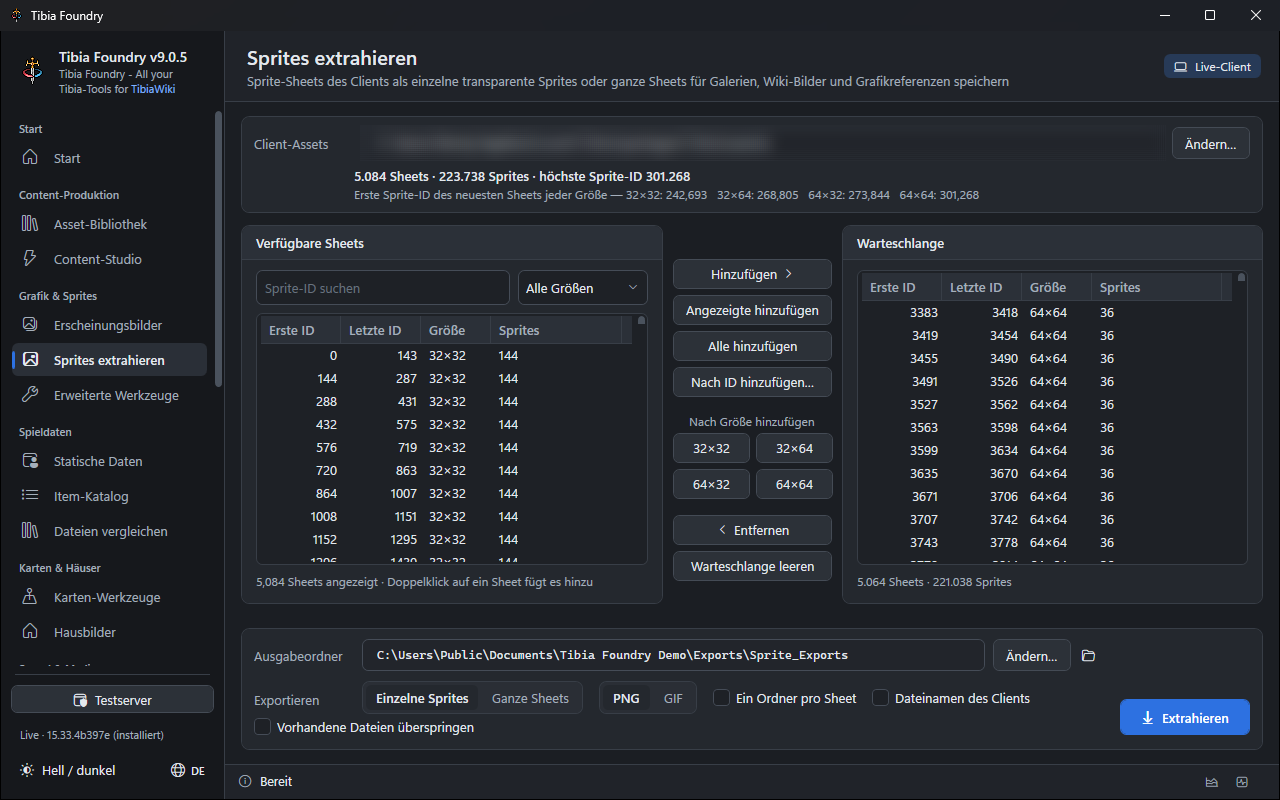 Tibia Foundry
Tibia Foundry v9.0.5
Tibia Foundry - All your
Tibia-Tools for TibiaWiki
Start
Start
Content-Produktion
Asset-Bibliothek
Content-Studio
Grafik & Sprites
Erscheinungsbilder
Sprites extrahieren
Erweiterte Werkzeuge
Spieldaten
Statische Daten
Item-Katalog
Dateien vergleichen
Karten & Häuser
Karten-Werkzeuge
Hausbilder
Testserver
Live · 15.33.4b397e (installiert)
Hell / dunkel DE
Sprites extrahieren
Sprite-Sheets des Clients als einzelne transparente Sprites oder ganze Sheets für Galerien, Wiki-Bilder und Grafikreferenzen speichern
Live-Client
Client-Assets
Ändern...
5.084 Sheets · 223.738 Sprites · höchste Sprite-ID 301.268
Erste Sprite-ID des neuesten Sheets jeder Größe — 32×32: 242,693 32×64: 268,805 64×32: 273,844 64×64: 301,268
Verfügbare Sheets
Sprite-ID suchen Alle Größen
Erste ID Letzte ID Größe Sprites
0 143 32×32 144
144 287 32×32 144
288 431 32×32 144
432 575 32×32 144
576 719 32×32 144
720 863 32×32 144
864 1007 32×32 144
1008 1151 32×32 144
1152 1295 32×32 144
5,084 Sheets angezeigt · Doppelklick auf ein Sheet fügt es hinzu
Hinzufügen
Angezeigte hinzufügen
Alle hinzufügen
Nach ID hinzufügen...
Nach Größe hinzufügen
32×32 32×64
64×32 64×64
Entfernen
Warteschlange leeren
Warteschlange
Erste ID Letzte ID Größe Sprites
3383 3418 64×64 36
3419 3454 64×64 36
3455 3490 64×64 36
3491 3526 64×64 36
3527 3562 64×64 36
3563 3598 64×64 36
3599 3634 64×64 36
3635 3670 64×64 36
3671 3706 64×64 36
3707 3742 64×64 36
3743 3778 64×64 36
5.064 Sheets · 221.038 Sprites
Ausgabeordner C:\Users\Public\Documents\Tibia Foundry Demo\Exports\Sprite_Exports Ändern...
Exportieren Einzelne Sprites Ganze Sheets PNG GIF Ein Ordner pro Sheet Dateinamen des Clients
Vorhandene Dateien überspringen
Extrahieren
Bereit